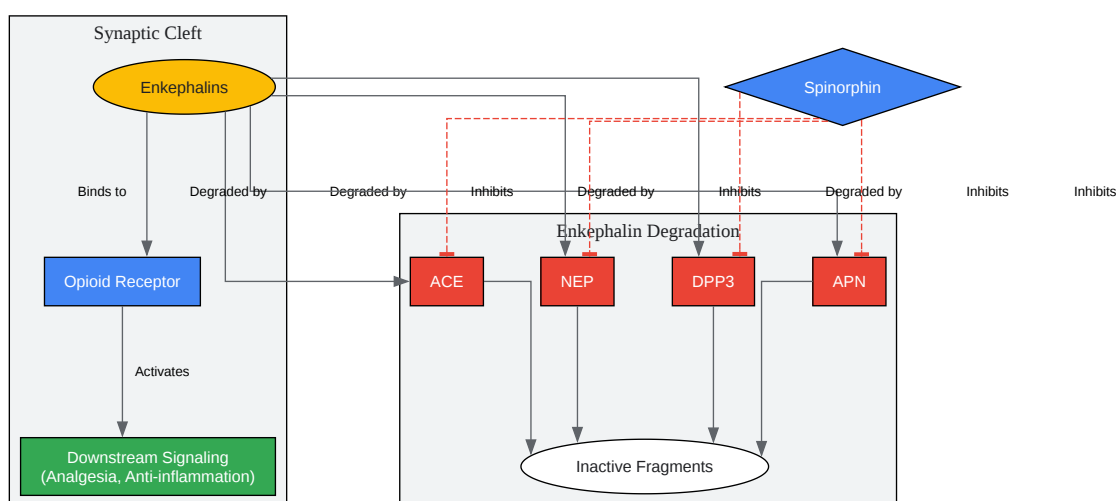 Synaptic Cleft
Enkephalins
Spinorphin
Binds to
Degraded by
Degraded by
Inhibits
Degraded by
Inhibits
Degraded by
Inhibits
Inhibits
Enkephalin Degradation
Opioid Receptor
ACE
NEP
DPP3
APN
Activates
Downstream Signaling
(Analgesia, Anti-inflammation)
Inactive Fragments